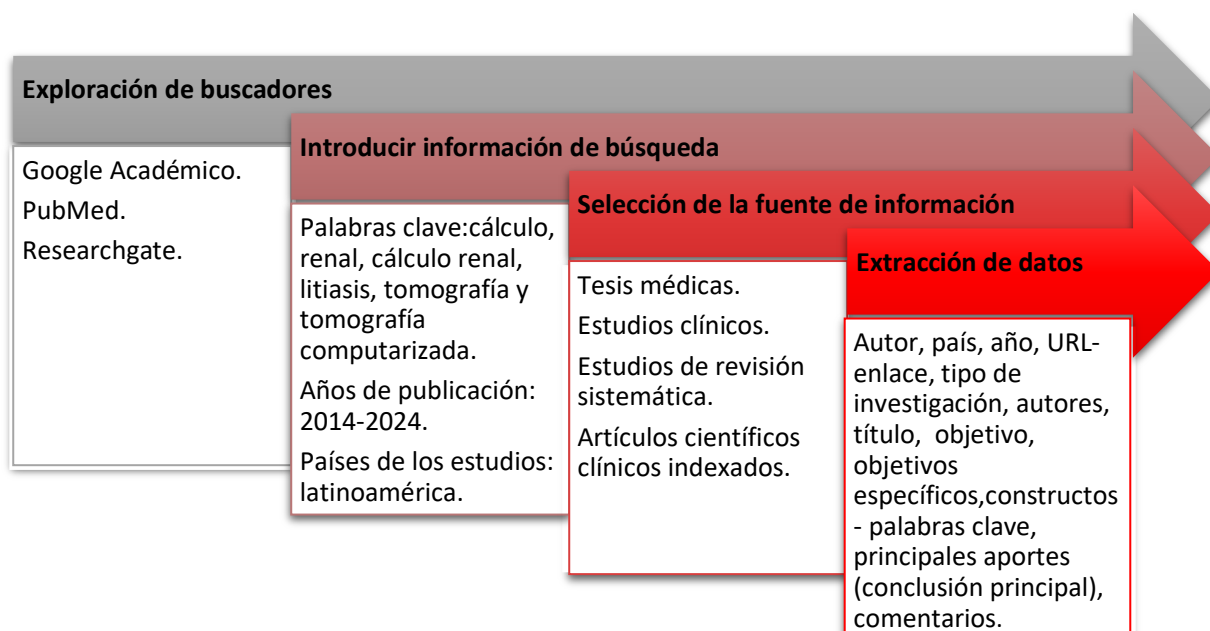 Exploración de buscadores
Google Académico.
PubMed.
Researchgate.
Introducir información de búsqueda
Palabras clave:cálculo,
renal, cálculo renal,
litiasis, tomografía y
tomografía
computarizada.
Años de publicación:
2014-2024.
Países de los estudios:
latinoamérica.
Selección de la fuente de información
Tesis médicas.
Estudios clínicos.
Estudios de revisión
sistemática.
Artículos científicos
clínicos indexados.
Extracción de datos
Autor, país, año, URL-
enlace, tipo de
investigación, autores,
título, objetivo,
objetivos
específicos,constructos
- palabras clave,
principales aportes
(conclusión principal),
comentarios.